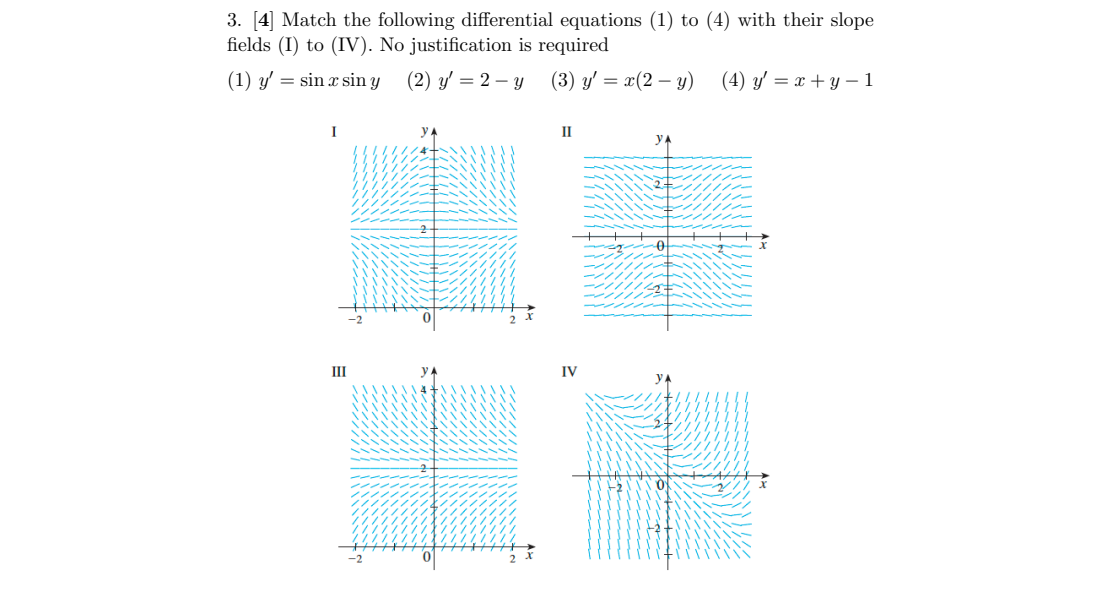 3. [4] Match the following differential equations (1) to (4) with their slope
fields (I) to (IV). No justification is required
(1) y′ = sin x sin y (2) y′ = 2 − y (3) y′ = x(2 − y) (4) y′ = x + y − 1
I
y
4
2
−2
0
2
x
II
y
2
−2
0
2
x
−2
III
y
4
2
−2
0
2
x
IV
y
2
−2
0
2
x
−2